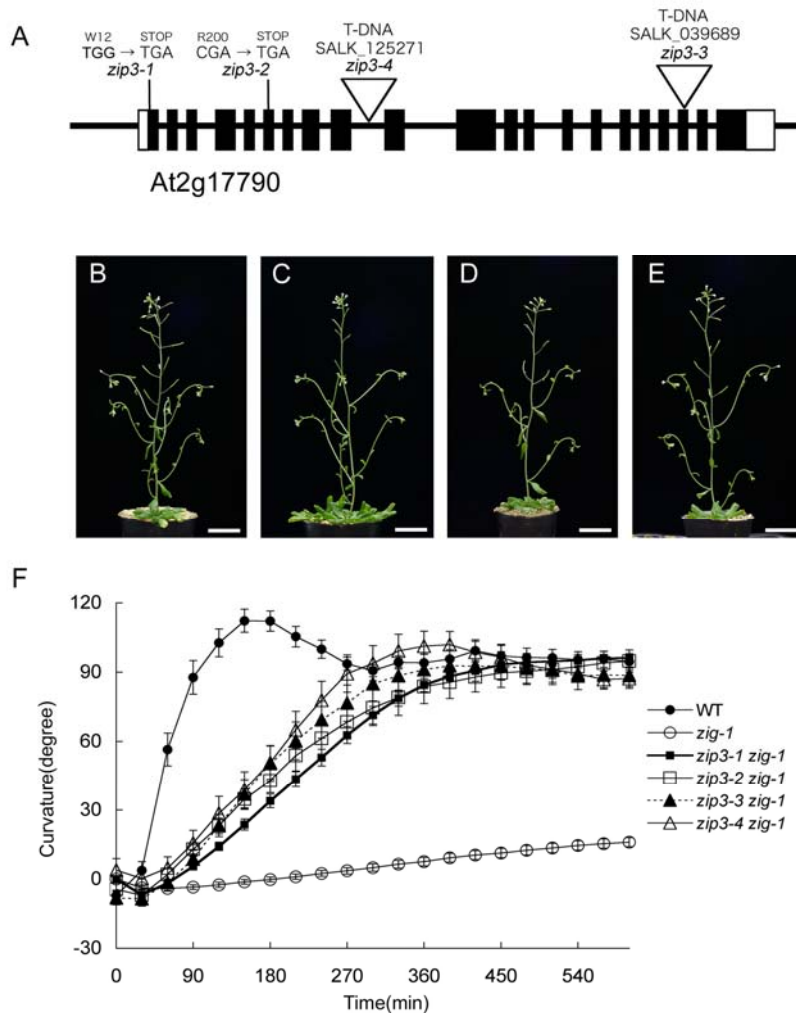 A
W12 STOP
TGG → TGA
zip3-1
R200 STOP
CGA → TGA
zip3-2
T-DNA
SALK_125271
zip3-4
T-DNA
SALK_039689
zip3-3
At2g17790
B
C
D
E
F
120
90
60
30
0
-30
Curvature(degree)
0 90 180 270 360 450 540
Time(min)
WT
zig-1
zip3-1 zig-1
zip3-2 zig-1
zip3-3 zig-1
zip3-4 zig-1